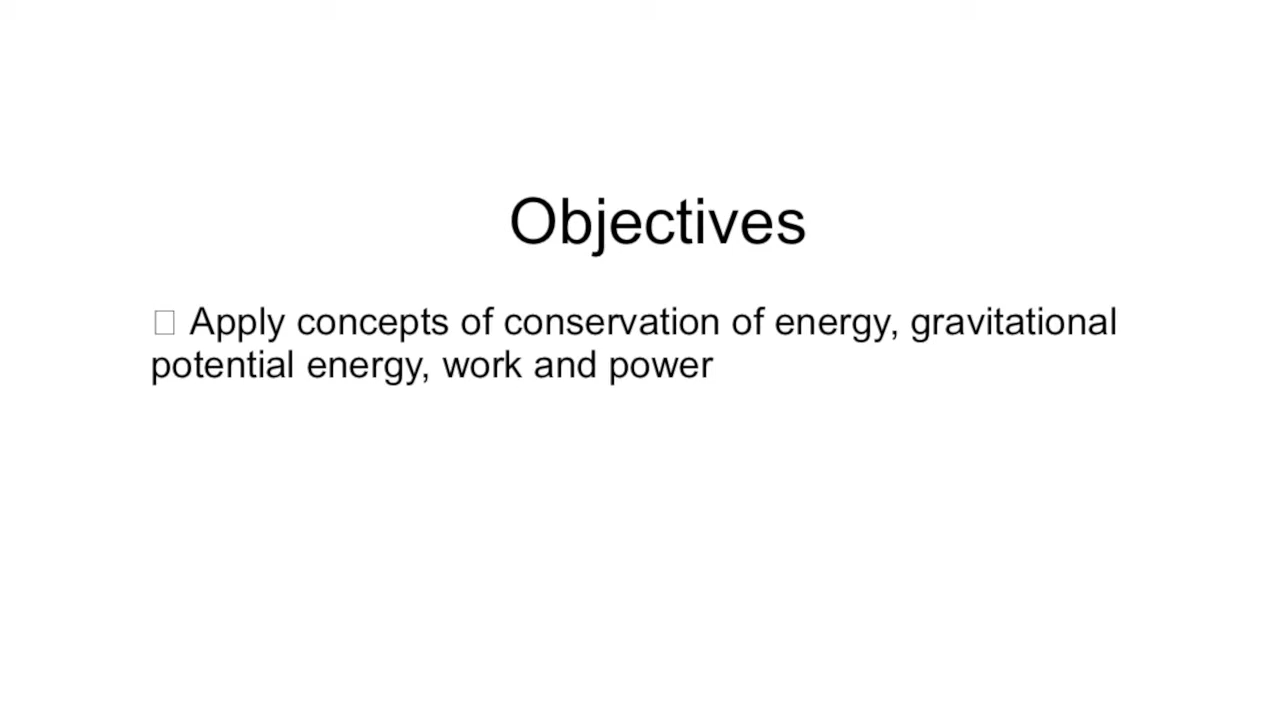 Objectives
□ Apply concepts of conservation of energy, gravitational
potential energy, work and power